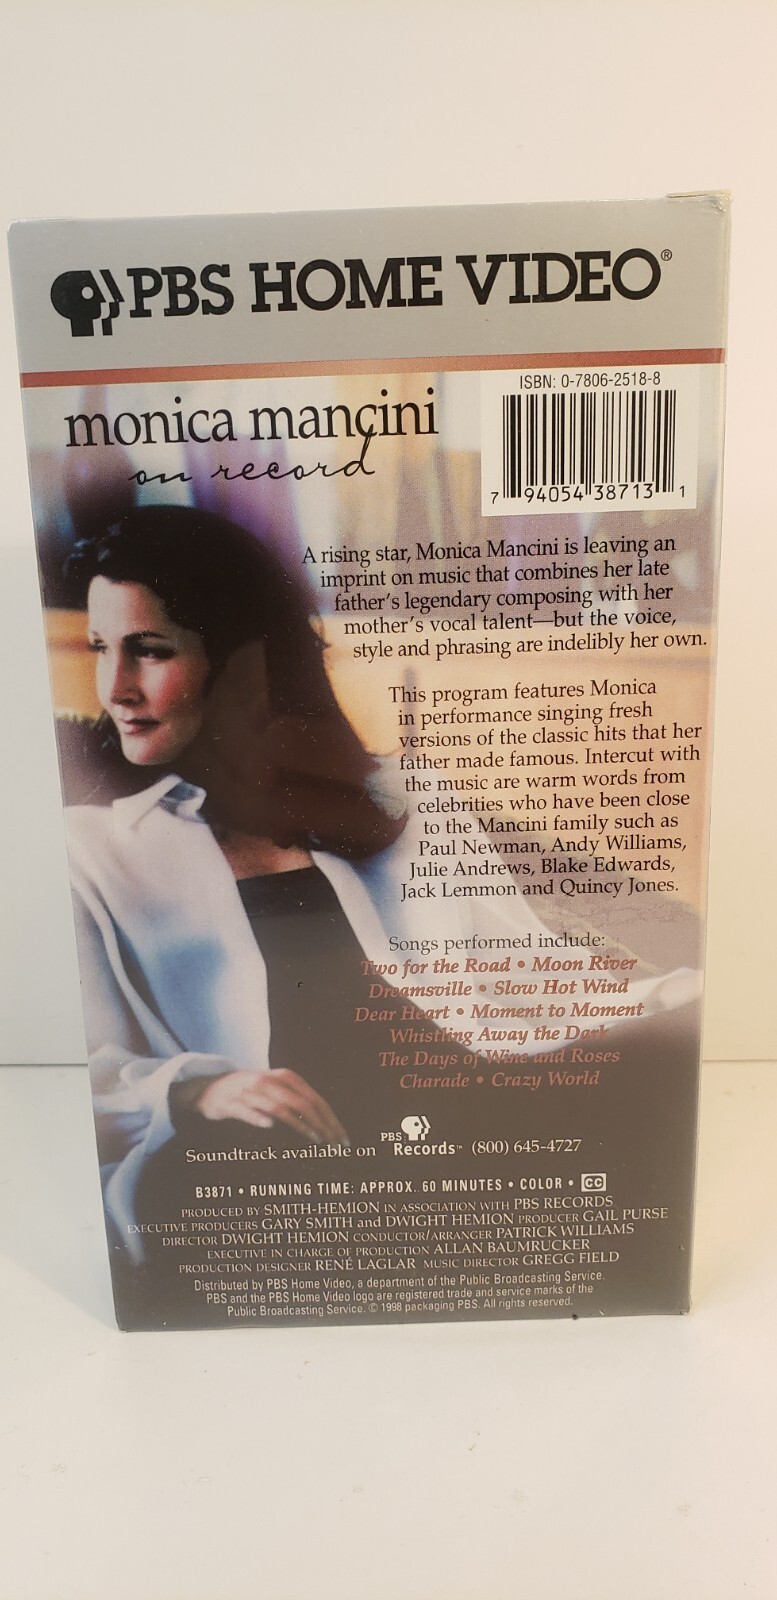 PBS HOME VIDEO®
ISBN: 0-7806-2518-8
7 94054 38713 1
monica mancini
on record
A rising star, Monica Mancini is leaving an
imprint on music that combines her late
father's legendary composing with her
mother's vocal talent—but the voice,
style and phrasing are indelibly her own.
This program features Monica
in performance singing fresh
versions of the classic hits that her
father made famous. Intercut with
the music are warm words from
celebrities who have been close
to the Mancini family such as
Paul Newman, Andy Williams,
Julie Andrews, Blake Edwards,
Jack Lemmon and Quincy Jones.
Songs performed include:
Two for the Road • Moon River
Dreamsville • Slow Hot Wind
Dear Heart • Moment to Moment
Whistling Away the Dark
The Days of Wine and Roses
Charade • Crazy World
Soundtrack available on PBS Records™ (800) 645-4727
B3871 • RUNNING TIME: APPROX. 60 MINUTES • COLOR • CC
PRODUCED BY SMITH-HEMION IN ASSOCIATION WITH PBS RECORDS
EXECUTIVE PRODUCERS GARY SMITH and DWIGHT HEMION PRODUCER GAIL PURSE
DIRECTOR DWIGHT HEMION CONDUCTOR/ARRANGER PATRICK WILLIAMS
EXECUTIVE IN CHARGE OF PRODUCTION ALLAN BAUMRUCKER
PRODUCTION DESIGNER RENÉ LAGLAR MUSIC DIRECTOR GREGG FIELD
Distributed by PBS Home Video, a department of the Public Broadcasting Service.
PBS and the PBS Home Video logo are registered trade and service marks of the
Public Broadcasting Service. © 1998 packaging PBS. All rights reserved.